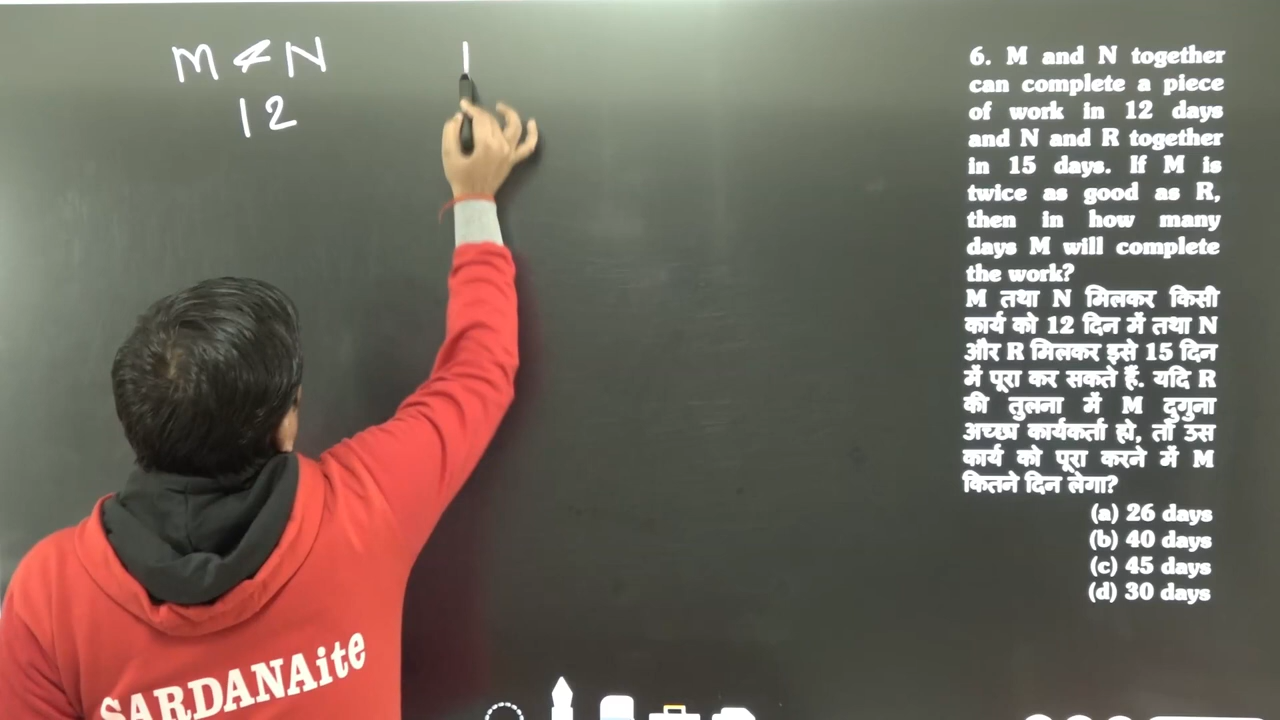 M & N
12
6. M and N together
can complete a piece
of work in 12 days
and N and R together
in 15 days. If M is
twice as good as R,
then in how many
days M will complete
the work?
M तथा N मिलकर किसी
कार्य को 12 दिन में तथा N
और R मिलकर इसे 15 दिन
में पूरा कर सकते हैं. यदि R
की तुलना में M दुगुना
अच्छा कार्यकर्ता हो, तो उस
कार्य को पूरा करने में M
कितने दिन लेगा?
(a) 26 days
(b) 40 days
(c) 45 days
(d) 30 days
SARDANAite